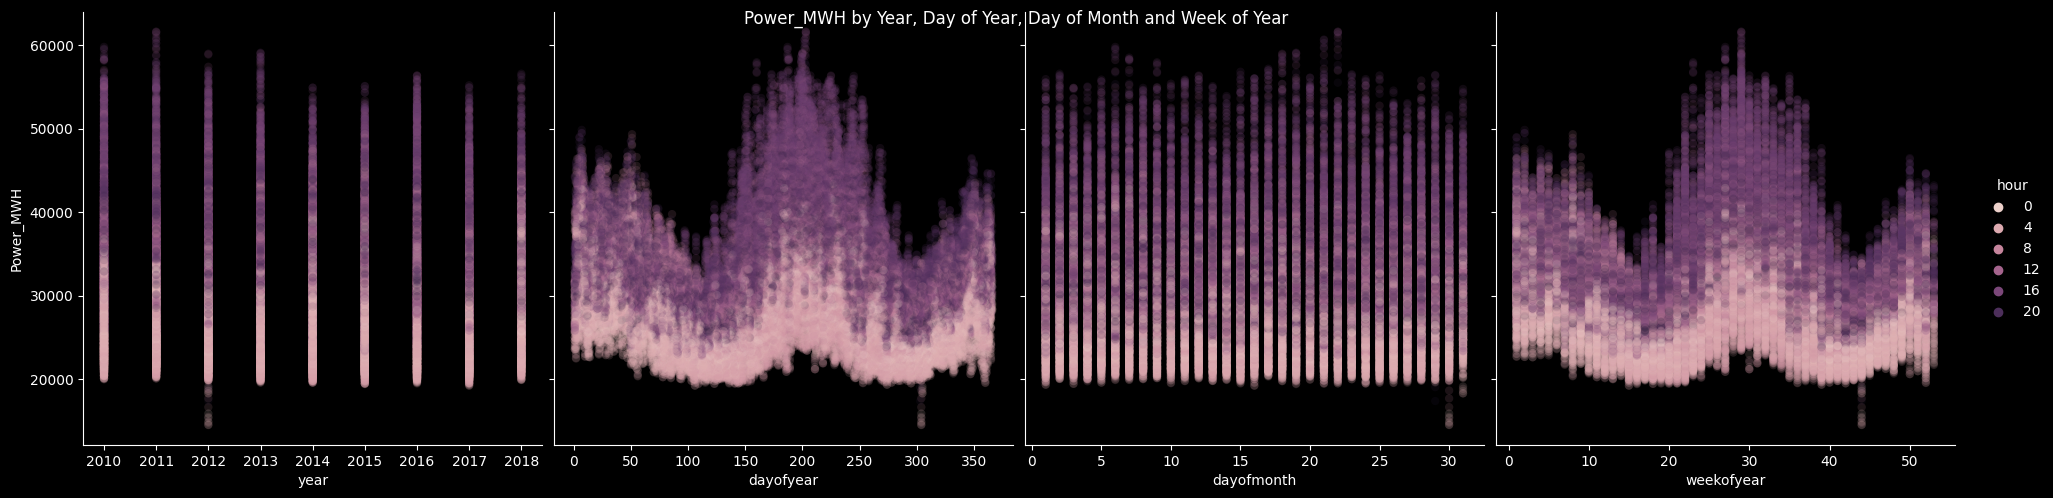 Power_MWH by Year, Day of Year, Day of Month and Week of Year
Power_MWH
60000
50000
40000
30000
20000
2010 2011 2012 2013 2014 2015 2016 2017 2018
year
0 50 100 150 200 250 300 350
dayofyear
0 5 10 15 20 25 30
dayofmonth
0 10 20 30 40 50
weekofyear
hour
0
4
8
12
16
20